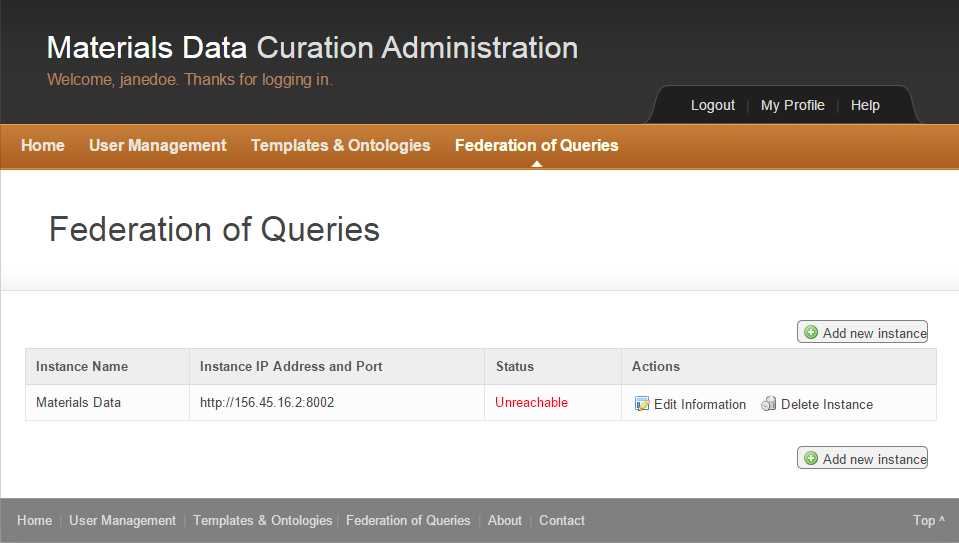 Materials Data Curation Administration
Welcome, janedoe. Thanks for logging in.
Logout | My Profile | Help
Home User Management Templates & Ontologies Federation of Queries
Federation of Queries
Add new instance
Instance Name Instance IP Address and Port Status Actions
Materials Data http://156.45.16.2:8002 Unreachable Edit Information Delete Instance
Add new instance
Home | User Management | Templates & Ontologies | Federation of Queries | About | Contact Top ^